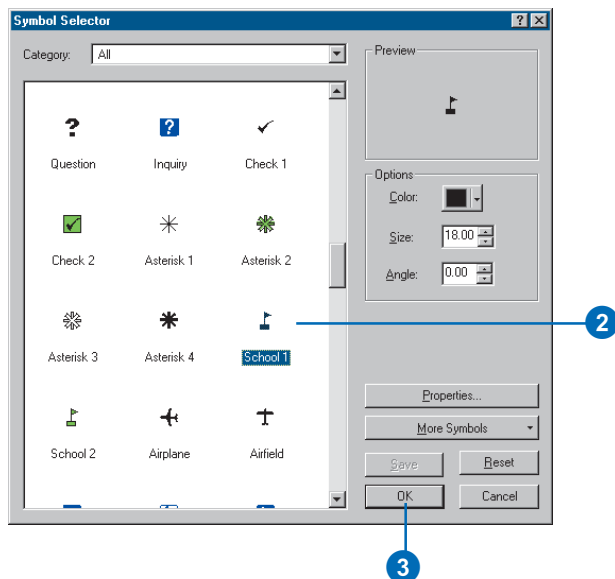 Symbol Selector
Category: All
Preview
? Question
? Inquiry
Check 1
Check 2
Asterisk 1
Asterisk 2
Options
Color:
Size: 18.00
Angle: 0.00
Asterisk 3
Asterisk 4
School 1
2
School 2
Airplane
Airfield
Properties...
More Symbols
Save
Reset
OK
Cancel
3